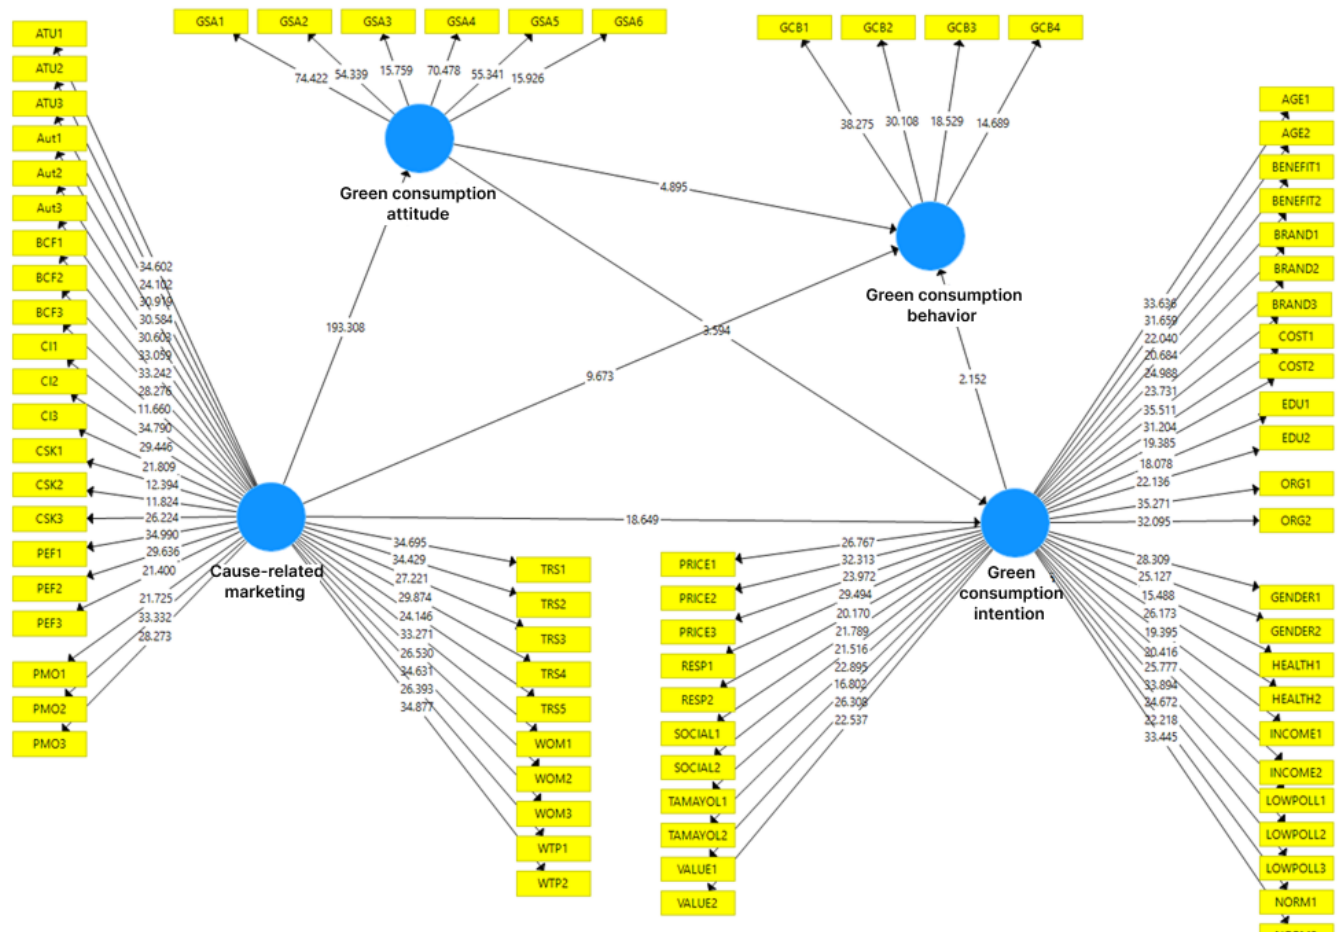 GSA1
GSA2
GSA3
GSA4
GSA5
GSA6
74.422
54.339
15.759
70.478
55.341
15.926
GCB1
GCB2
GCB3
GCB4
38.275
30.108
18.529
14.689
Green consumption
attitude
Green consumption
behavior
4.895
193.308
3.594
9.673
2.152
18.649
ATU1
ATU2
ATU3
Aut1
Aut2
Aut3
BCF1
BCF2
BCF3
CI1
CI2
CI3
CSK1
CSK2
CSK3
PEF1
PEF2
PEF3
PMO1
PMO2
PMO3
34.602
24.102
30.919
30.584
30.603
33.059
33.242
28.276
11.660
34.790
29.446
21.809
12.394
11.824
26.224
34.990
29.636
21.400
21.725
33.332
28.273
Cause-related
marketing
34.695
34.429
27.221
29.874
24.146
33.271
26.530
34.631
26.393
34.877
TRS1
TRS2
TRS3
TRS4
TRS5
WOM1
WOM2
WOM3
WTP1
WTP2
PRICE1
PRICE2
PRICE3
RESP1
RESP2
SOCIAL1
SOCIAL2
TAMAYOL1
TAMAYOL2
VALUE1
VALUE2
26.767
32.313
23.972
29.494
20.170
21.789
21.516
22.895
16.802
26.308
22.537
Green
consumption
intention
33.636
31.659
22.040
20.684
24.988
23.731
35.511
31.204
19.385
18.078
22.136
35.271
32.095
28.309
25.127
15.488
26.173
19.395
20.416
25.777
33.894
24.672
22.218
33.445
AGE1
AGE2
BENEFIT1
BENEFIT2
BRAND1
BRAND2
BRAND3
COST1
COST2
EDU1
EDU2
ORG1
ORG2
GENDER1
GENDER2
HEALTH1
HEALTH2
INCOME1
INCOME2
LOWPOLL1
LOWPOLL2
LOWPOLL3
NORM1